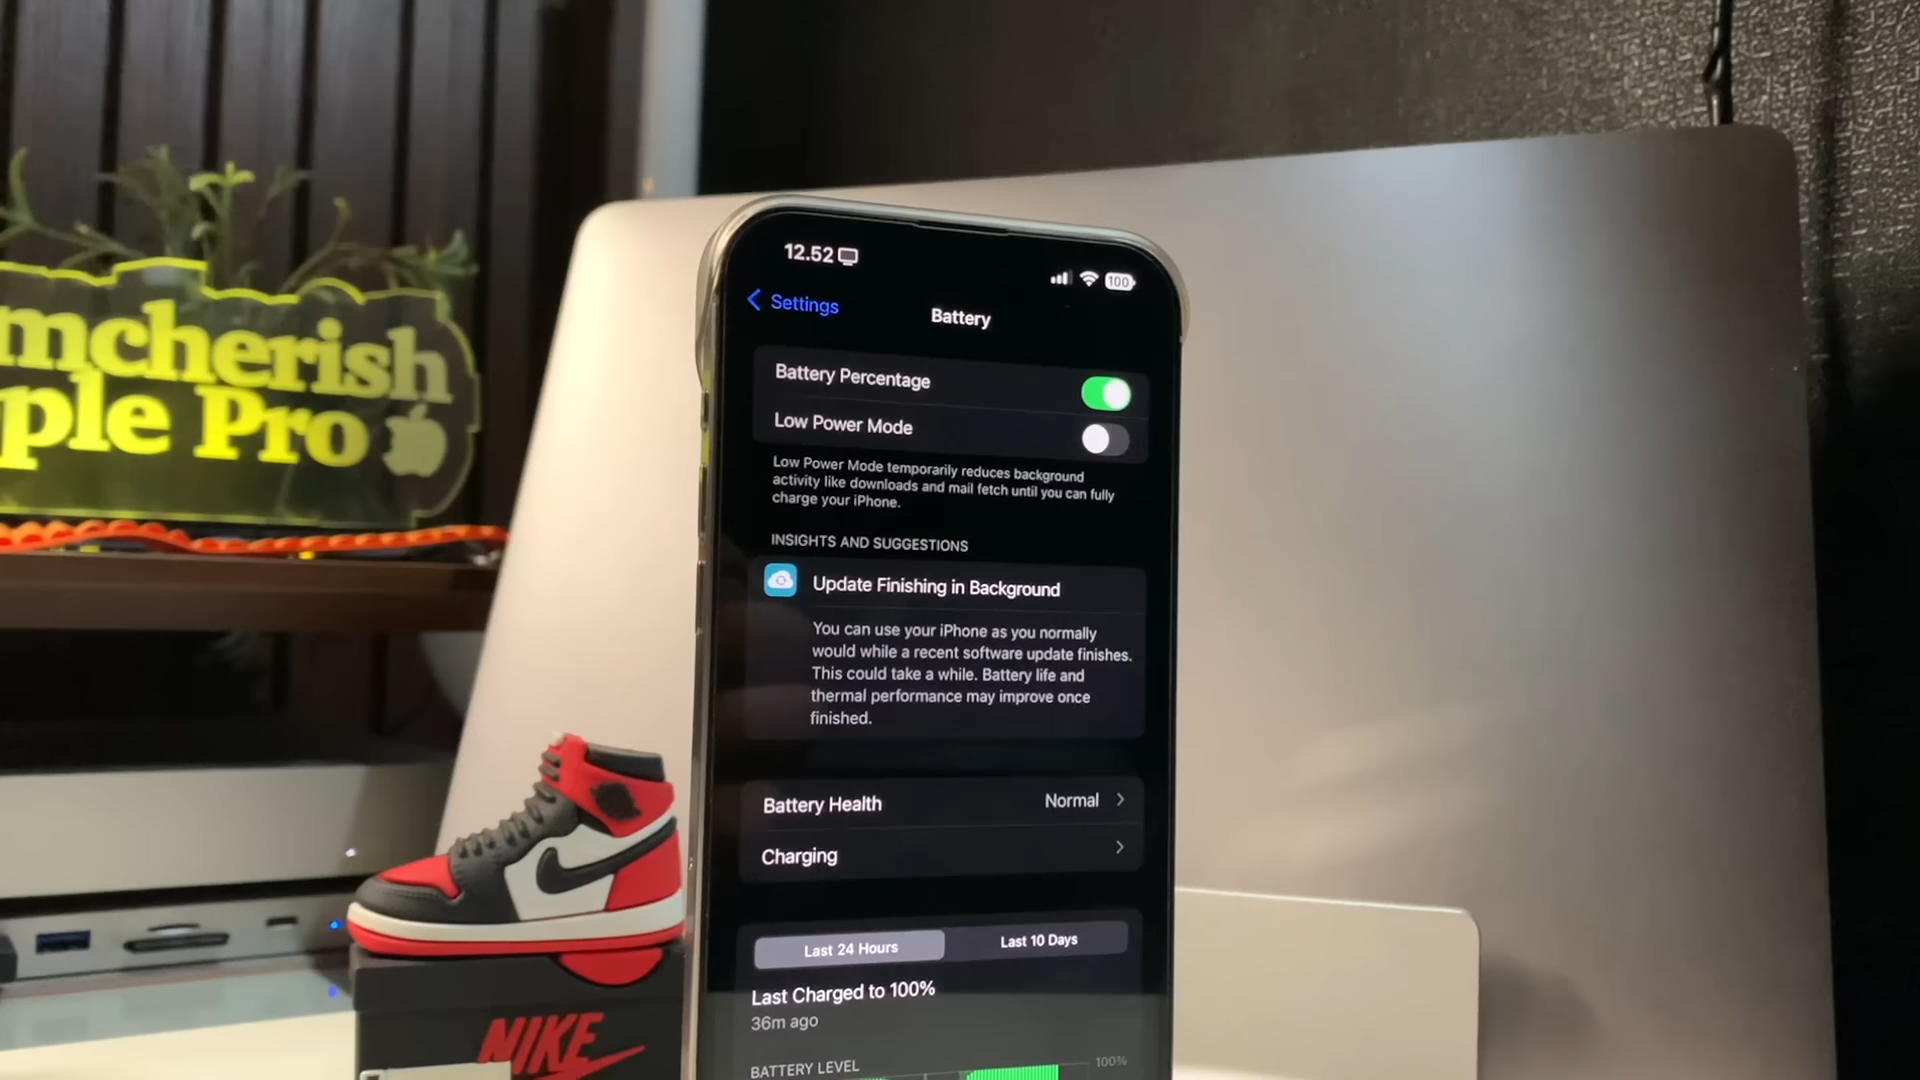 mcherish
ple Pro
12.52
100
Settings
Battery
Battery Percentage
Low Power Mode
Low Power Mode temporarily reduces background
activity like downloads and mail fetch until you can fully
charge your iPhone.
INSIGHTS AND SUGGESTIONS
Update Finishing in Background
You can use your iPhone as you normally
would while a recent software update finishes.
This could take a while. Battery life and
thermal performance may improve once
finished.
Battery Health Normal
Charging
Last 24 Hours Last 10 Days
Last Charged to 100%
36m ago
BATTERY LEVEL 100%
NIKE